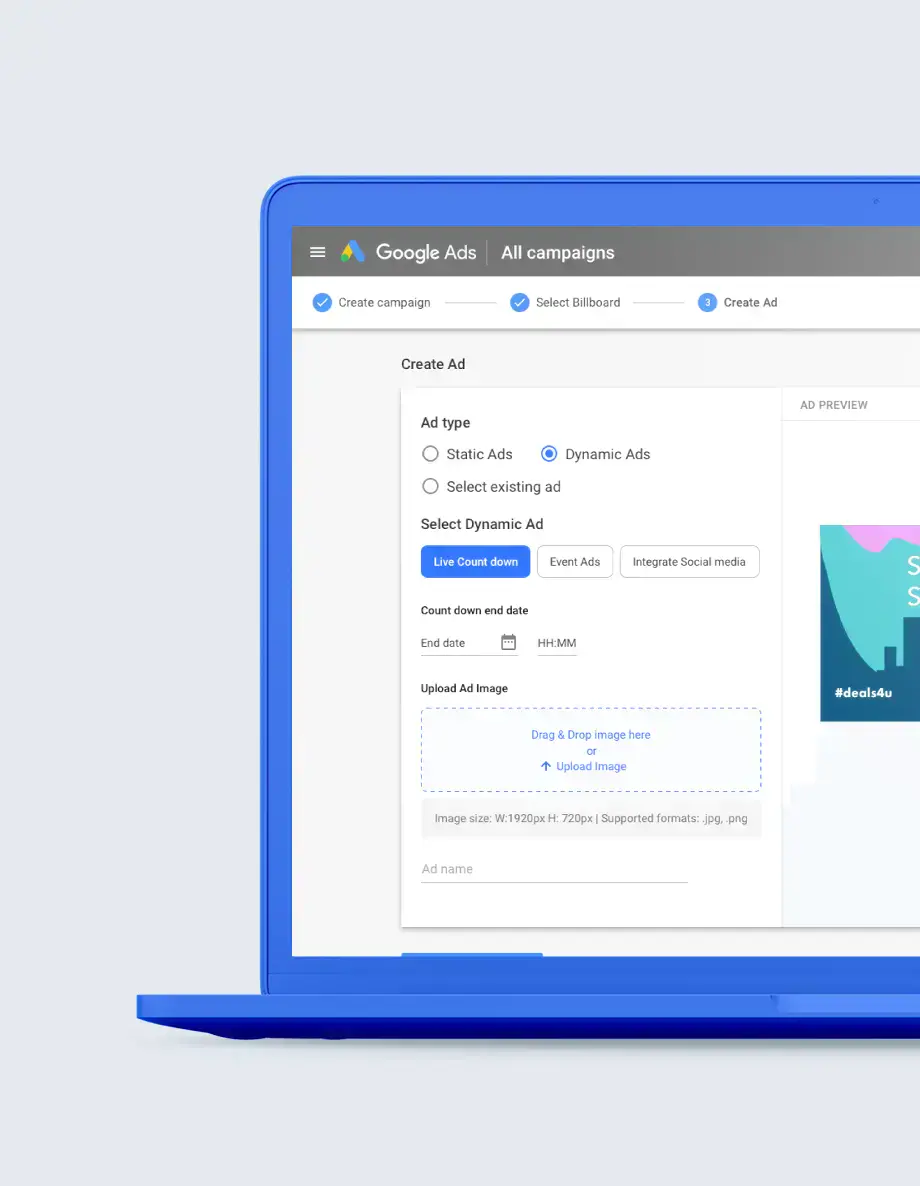 Google Ads All campaigns
Create campaign Select Billboard 3 Create Ad
Create Ad
Ad type
Static Ads Dynamic Ads
Select existing ad
Select Dynamic Ad
Live Count down Event Ads Integrate Social media
Count down end date
End date HH:MM
Upload Ad Image
Drag & Drop image here
or
Upload Image
Image size: W:1920px H: 720px | Supported formats: .jpg, .png
Ad name
AD PREVIEW
S
S
#deals4u